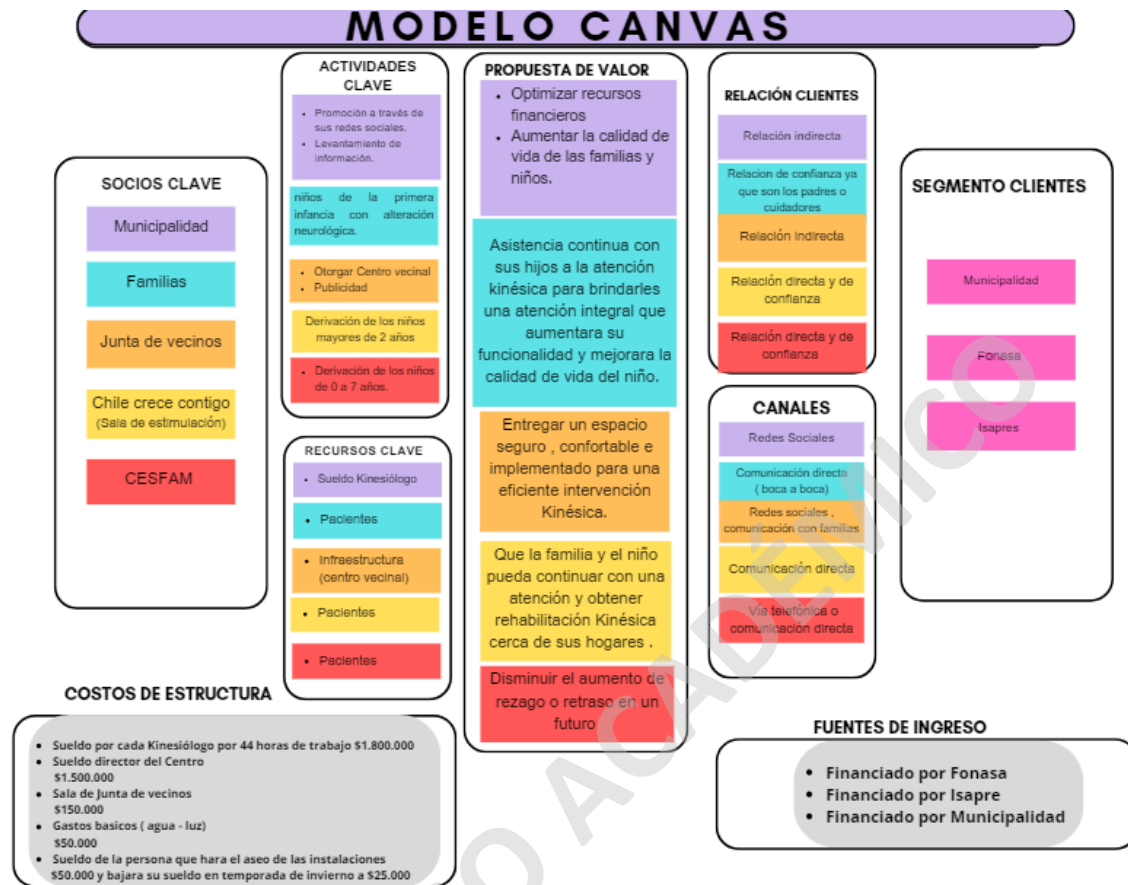 MODELO CANVAS
SOCIOS CLAVE
Municipalidad
Familias
Junta de vecinos
Chile crece contigo
(Sala de estimulación)
CESFAM
ACTIVIDADES
CLAVE
• Promoción a través de
sus redes sociales.
• Levantamiento de
información.
niños de la primera
infancia con alteración
neurológica.
• Otorgar Centro vecinal
• Publicidad
Derivación de los niños
mayores de 2 años
• Derivación de los niños
de 0 a 7 años.
RECURSOS CLAVE
• Sueldo Kinesiólogo
• Pacientes
• Infraestructura
(centro vecinal)
• Pacientes
• Pacientes
PROPUESTA DE VALOR
• Optimizar recursos
financieros
• Aumentar la calidad de
vida de las familias y
niños.
Asistencia continua con
sus hijos a la atención
kinésica para brindarles
una atención integral que
aumentara su
funcionalidad y mejorara la
calidad de vida del niño.
Entregar un espacio
seguro , confortable e
implementado para una
eficiente intervención
Kinésica.
Que la familia y el niño
pueda continuar con una
atención y obtener
rehabilitación Kinésica
cerca de sus hogares .
Disminuir el aumento de
rezago o retraso en un
futuro
RELACIÓN CLIENTES
Relación indirecta
Relacion de confianza ya
que son los padres o
cuidadores
Relación Indirecta
Relación directa y de
confianza
Relación directa y de
confianza
CANALES
Redes Sociales
Comunicación directa
( boca a boca)
Redes sociales ,
comunicación con familias
Comunicación directa
Vía telefónica o
comunicación directa
SEGMENTO CLIENTES
Municipalidad
Fonasa
Isapres
COSTOS DE ESTRUCTURA
• Sueldo por cada Kinesiólogo por 44 horas de trabajo $1.800.000
• Sueldo director del Centro
$1.500.000
• Sala de Junta de vecinos
$150.000
• Gastos basicos ( agua - luz)
$50.000
• Sueldo de la persona que hara el aseo de las instalaciones
$50.000 y bajara su sueldo en temporada de invierno a $25.000
FUENTES DE INGRESO
• Financiado por Fonasa
• Financiado por Isapre
• Financiado por Municipalidad
O ACADÉMICO